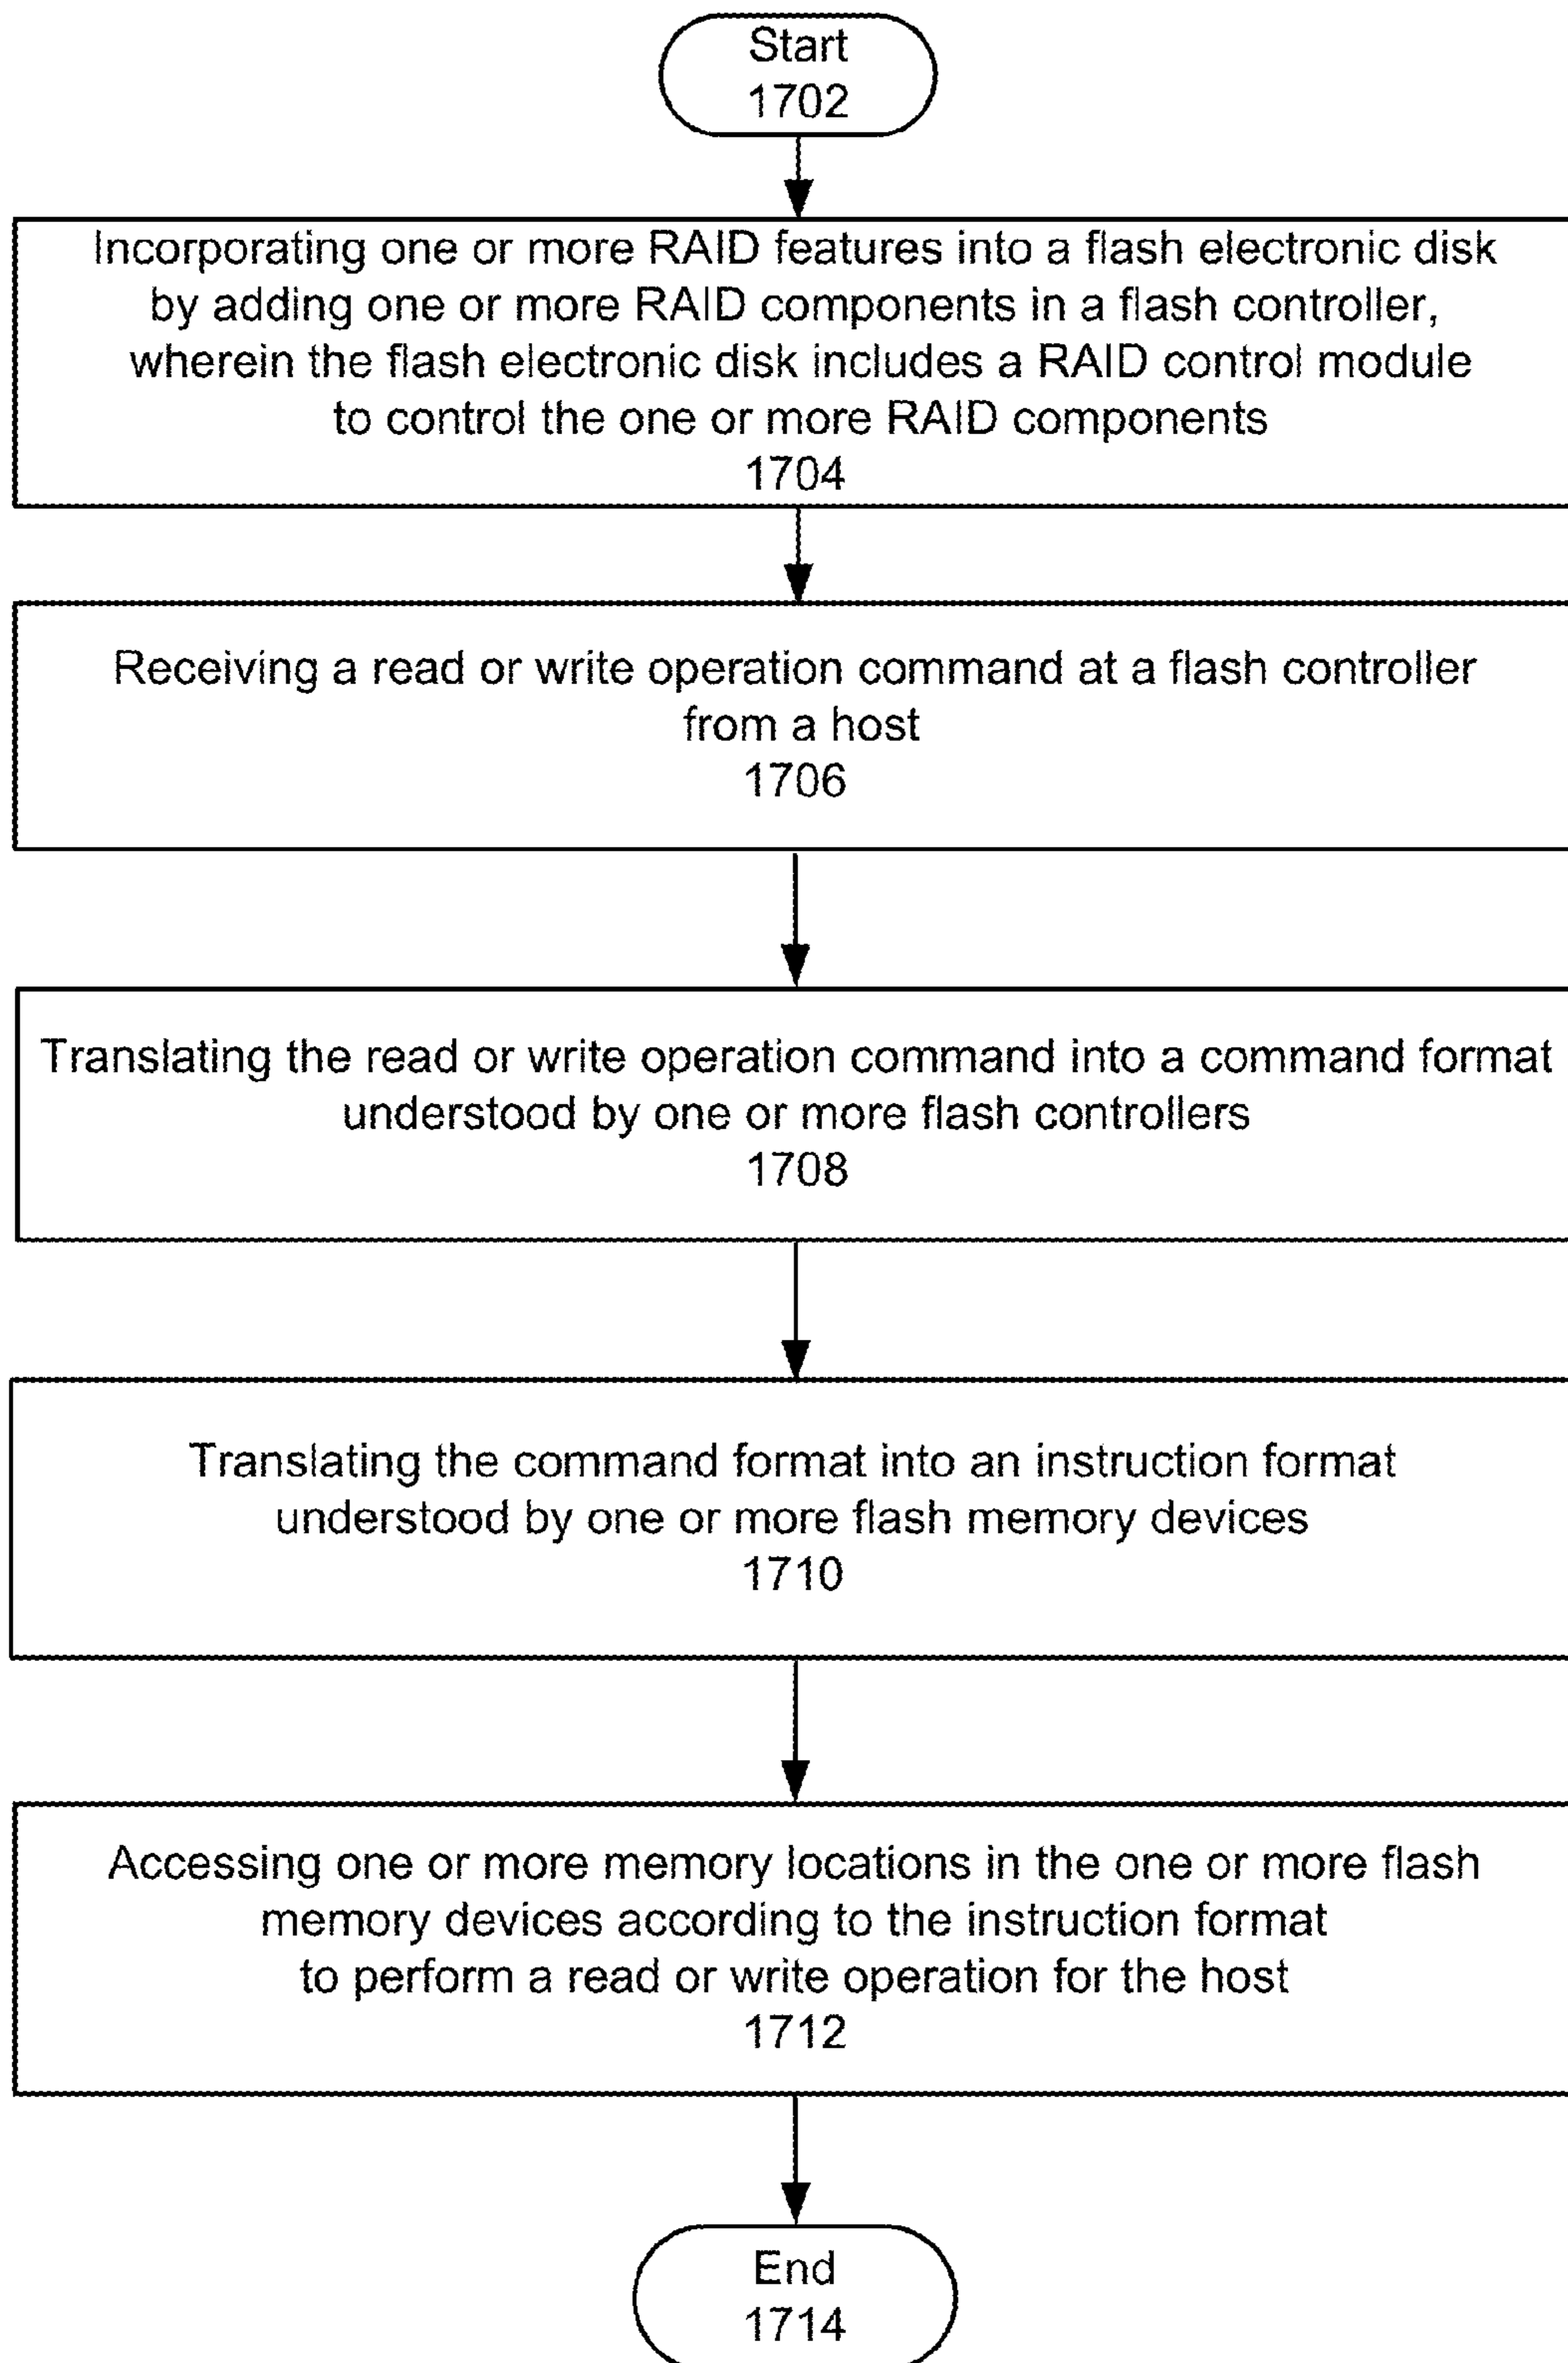 Start
1702
Incorporating one or more RAID features into a flash electronic disk
by adding one or more RAID components in a flash controller,
wherein the flash electronic disk includes a RAID control module
to control the one or more RAID components
1704
Receiving a read or write operation command at a flash controller
from a host
1706
Translating the read or write operation command into a command format
understood by one or more flash controllers
1708
Translating the command format into an instruction format
understood by one or more flash memory devices
1710
Accessing one or more memory locations in the one or more flash
memory devices according to the instruction format
to perform a read or write operation for the host
1712
End
1714